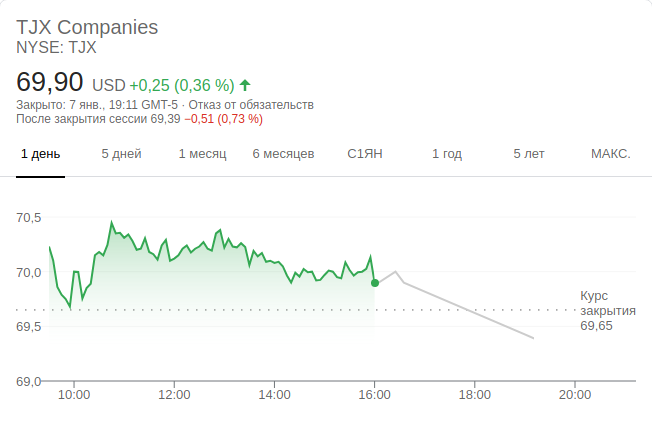 TJX Companies
NYSE: TJX
69,90 USD +0,25 (0,36 %)
Закрыто: 7 янв., 19:11 GMT-5 · Отказ от обязательств
После закрытия сессии 69,39 −0,51 (0,73 %)
1 день 5 дней 1 месяц 6 месяцев С1ЯН 1 год 5 лет МАКС.
70,5
70,0
Курс
закрытия
69,65
69,5
69,0
10:00 12:00 14:00 16:00 18:00 20:00